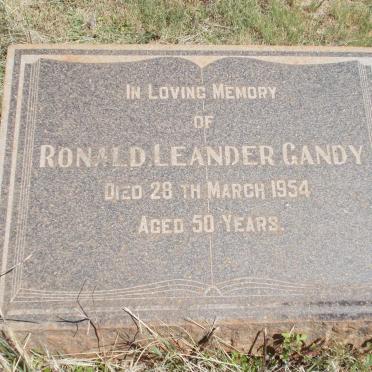 In Loving Memory
of
Ronald Leander Gandy
Died 28 th March 1954
Aged 50 Years.